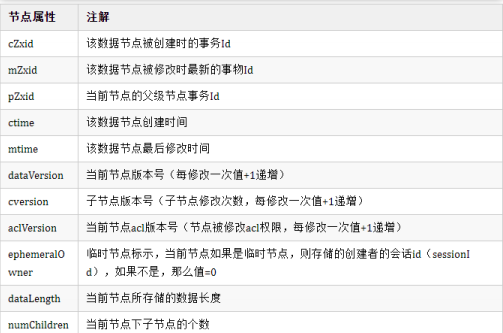 节点属性 注解
cZxid 该数据节点被创建时的事务Id
mZxid 该数据节点被修改时最新的事物Id
pZxid 当前节点的父级节点事务Id
ctime 该数据节点创建时间
mtime 该数据节点最后修改时间
dataVersion 当前节点版本号（每修改一次值+1递增）
cversion 子节点版本号（子节点修改次数，每修改一次值+1递增）
aclVersion 当前节点acl版本号（节点被修改acl权限，每修改一次值+1递增）
ephemeralO 临时节点标示，当前节点如果是临时节点，则存储的创建者的会话id（sessionI
wner d），如果不是，那么值=0
dataLength 当前节点所存储的数据长度
numChildren 当前节点下子节点的个数